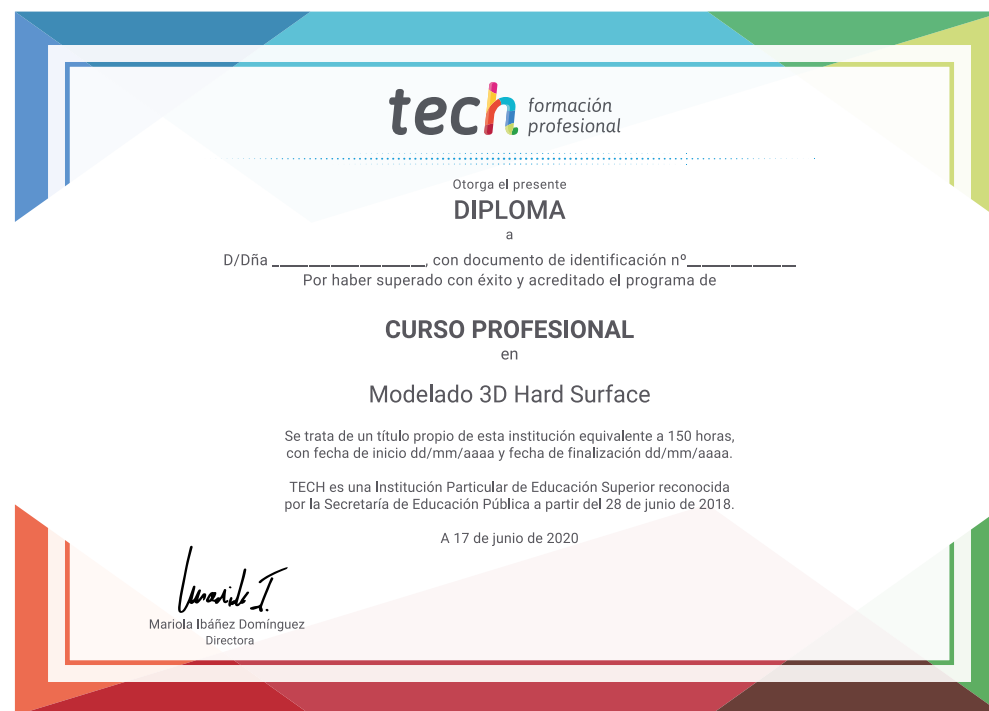 tech formación
profesional
Otorga el presente
DIPLOMA
a
D/Dña ___________________, con documento de identificación nº______________
Por haber superado con éxito y acreditado el programa de
CURSO PROFESIONAL
en
Modelado 3D Hard Surface
Se trata de un título propio de esta institución equivalente a 150 horas,
con fecha de inicio dd/mm/aaaa y fecha de finalización dd/mm/aaaa.
TECH es una Institución Particular de Educación Superior reconocida
por la Secretaría de Educación Pública a partir del 28 de junio de 2018.
A 17 de junio de 2020
Mariola Ibáñez Domínguez
Directora